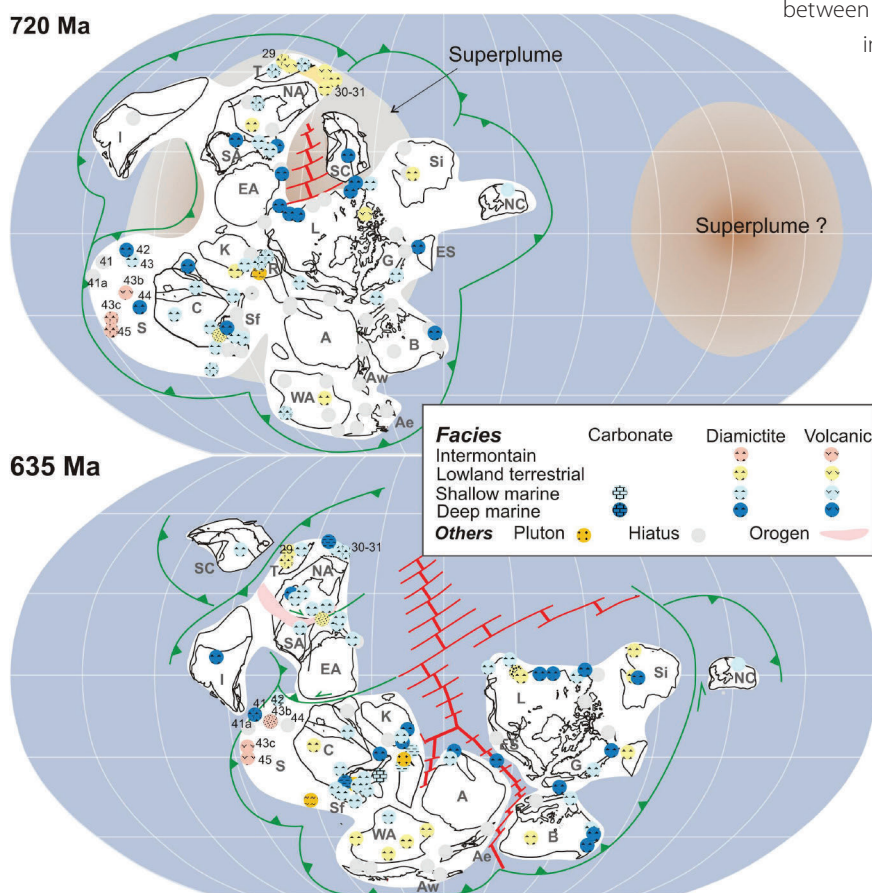 between
in
720 Ma
Superplume
29
T
NA
30-31
I
SA
SC
Si
EA
NC
L
Superplume ?
42
41
43
K
R
G
ES
41a
43b
44
43c
C
S
45
Sf
A
B
Aw
WA
Ae
Facies Carbonate Diamictite Volcanic
Intermontain
Lowland terrestrial
Shallow marine
Deep marine
Others Pluton Hiatus Orogen
635 Ma
SC
29
30-31
T
NA
SA
I
EA
Si
NC
L
41
42
43b
44
41a
K
43c
C
ES
45
S
G
A
Sf
WA
B
Ae
Aw